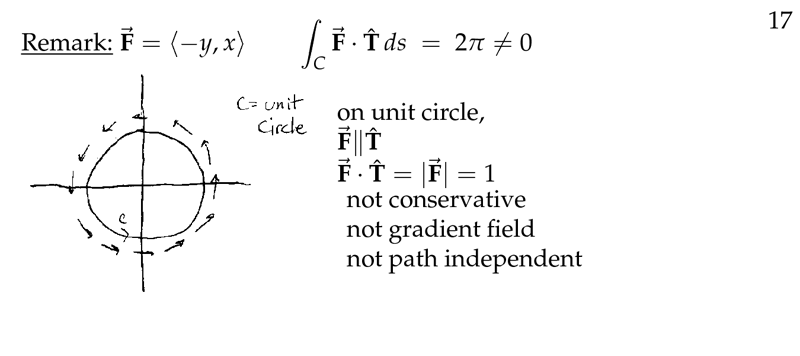 17
Remark: $\vec{\mathbf{F}} = \langle -y, x \rangle$ $\int_C \vec{\mathbf{F}} \cdot \hat{\mathbf{T}}\, ds = 2\pi \neq 0$
C = unit
circle
on unit circle,
$\vec{\mathbf{F}} \| \hat{\mathbf{T}}$
$\vec{\mathbf{F}} \cdot \hat{\mathbf{T}} = |\vec{\mathbf{F}}| = 1$
not conservative
not gradient field
not path independent
C